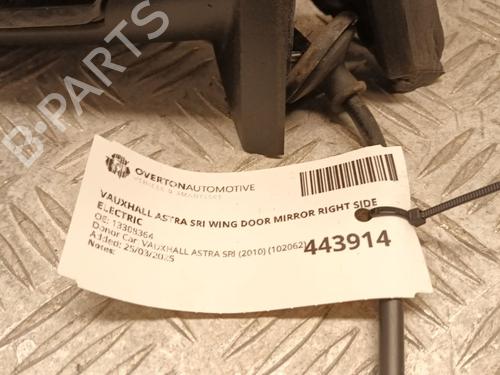 B-PARTS
OVERTONAUTOMOTIVE
VAUXHALL ASTRA SRI WING DOOR MIRROR RIGHT SIDE
ELECTRIC
OE: 13308364
Donor Car: VAUXHALL ASTRA SRI (2010) (102062)
Added: 25/03/2025
Notes:
443914